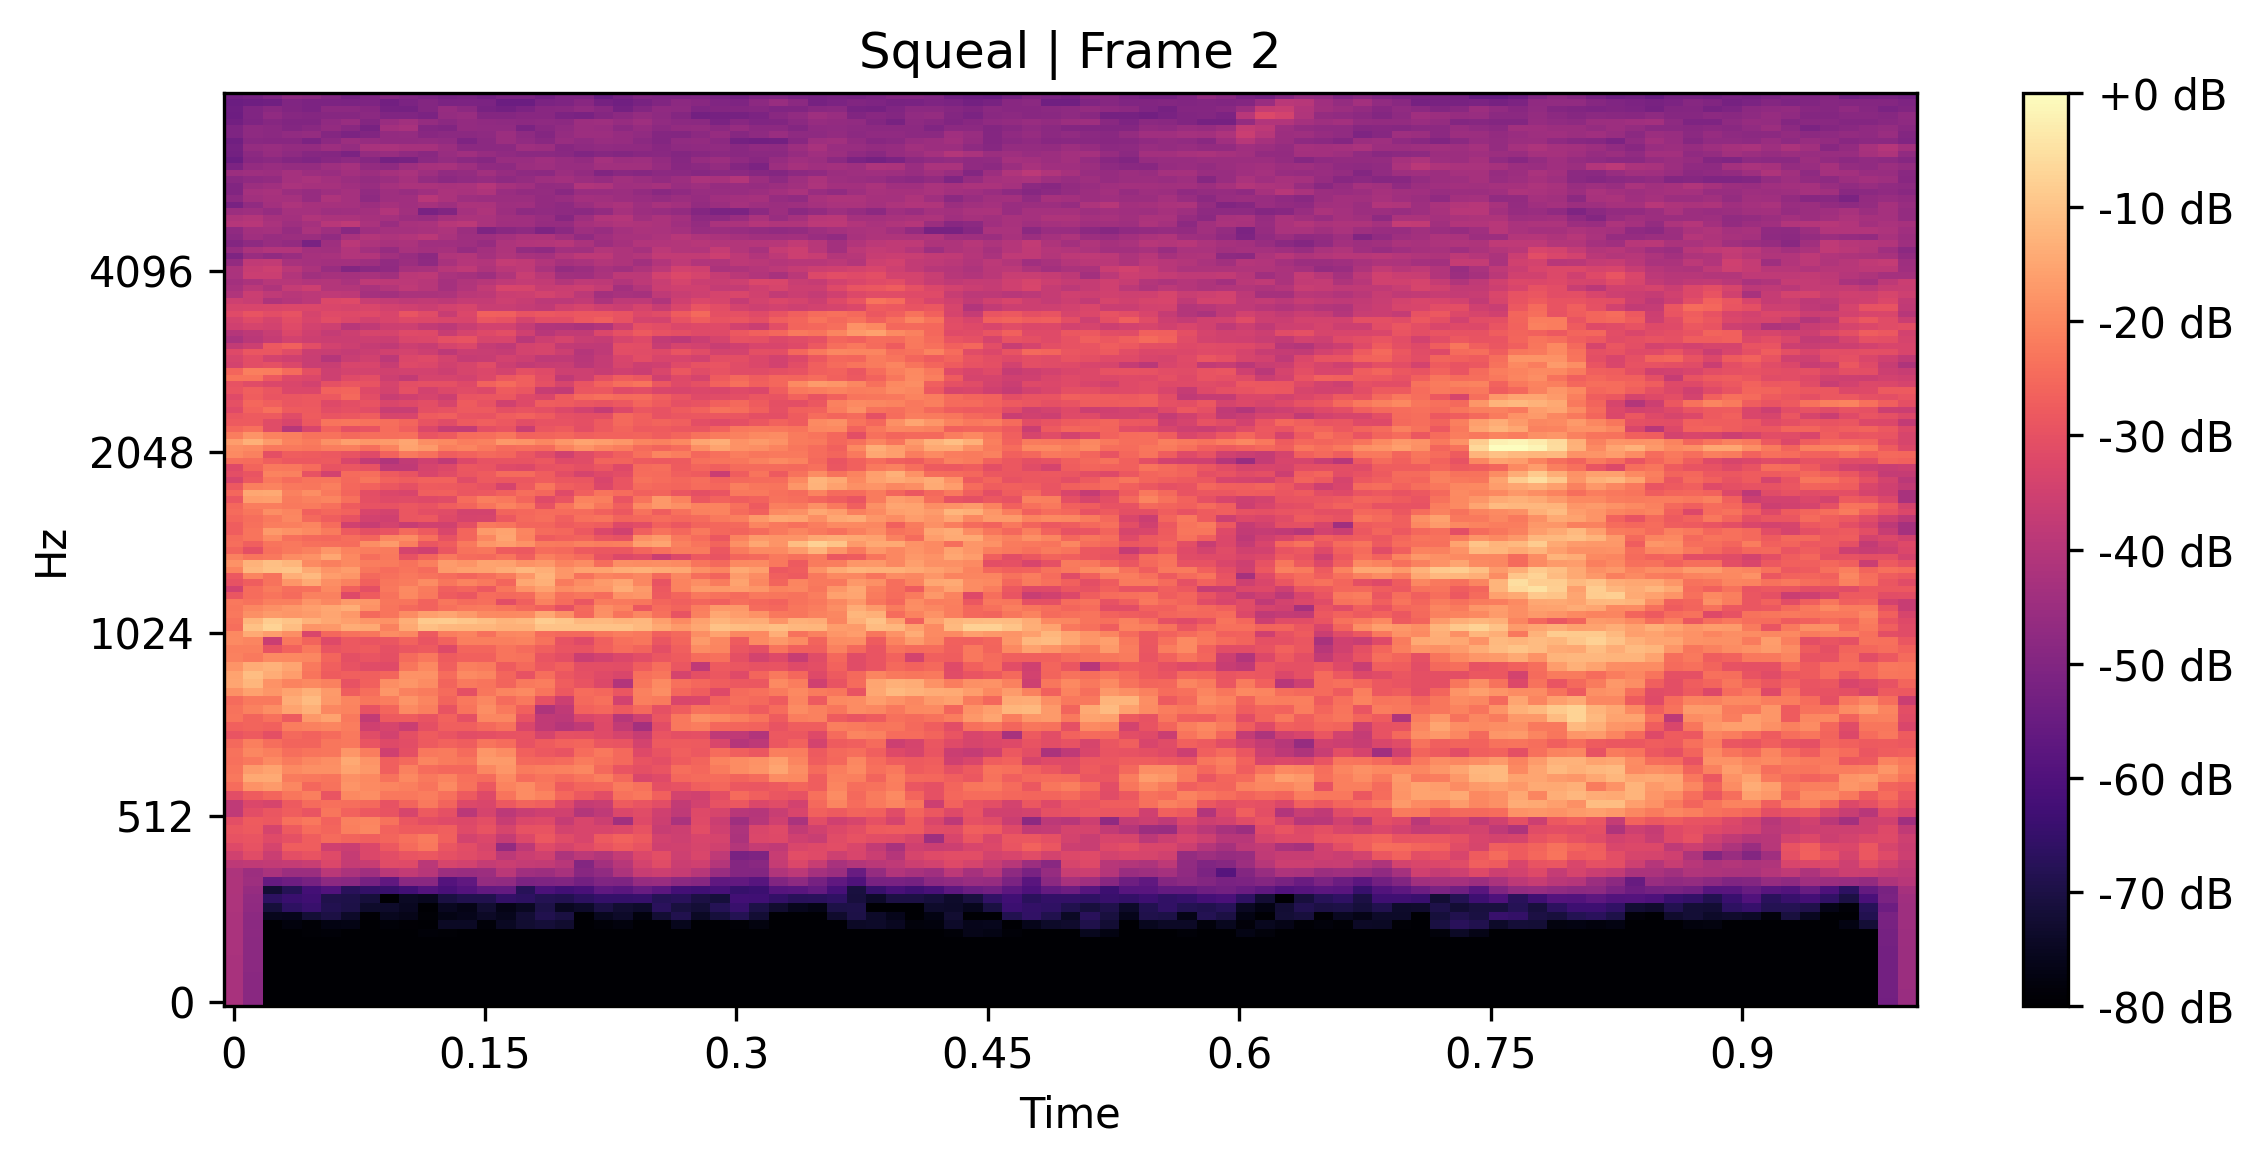 Squeal | Frame 2
+0 dB
-10 dB
-20 dB
-30 dB
-40 dB
-50 dB
-60 dB
-70 dB
-80 dB
Hz
4096
2048
1024
512
0
0 0.15 0.3 0.45 0.6 0.75 0.9
Time